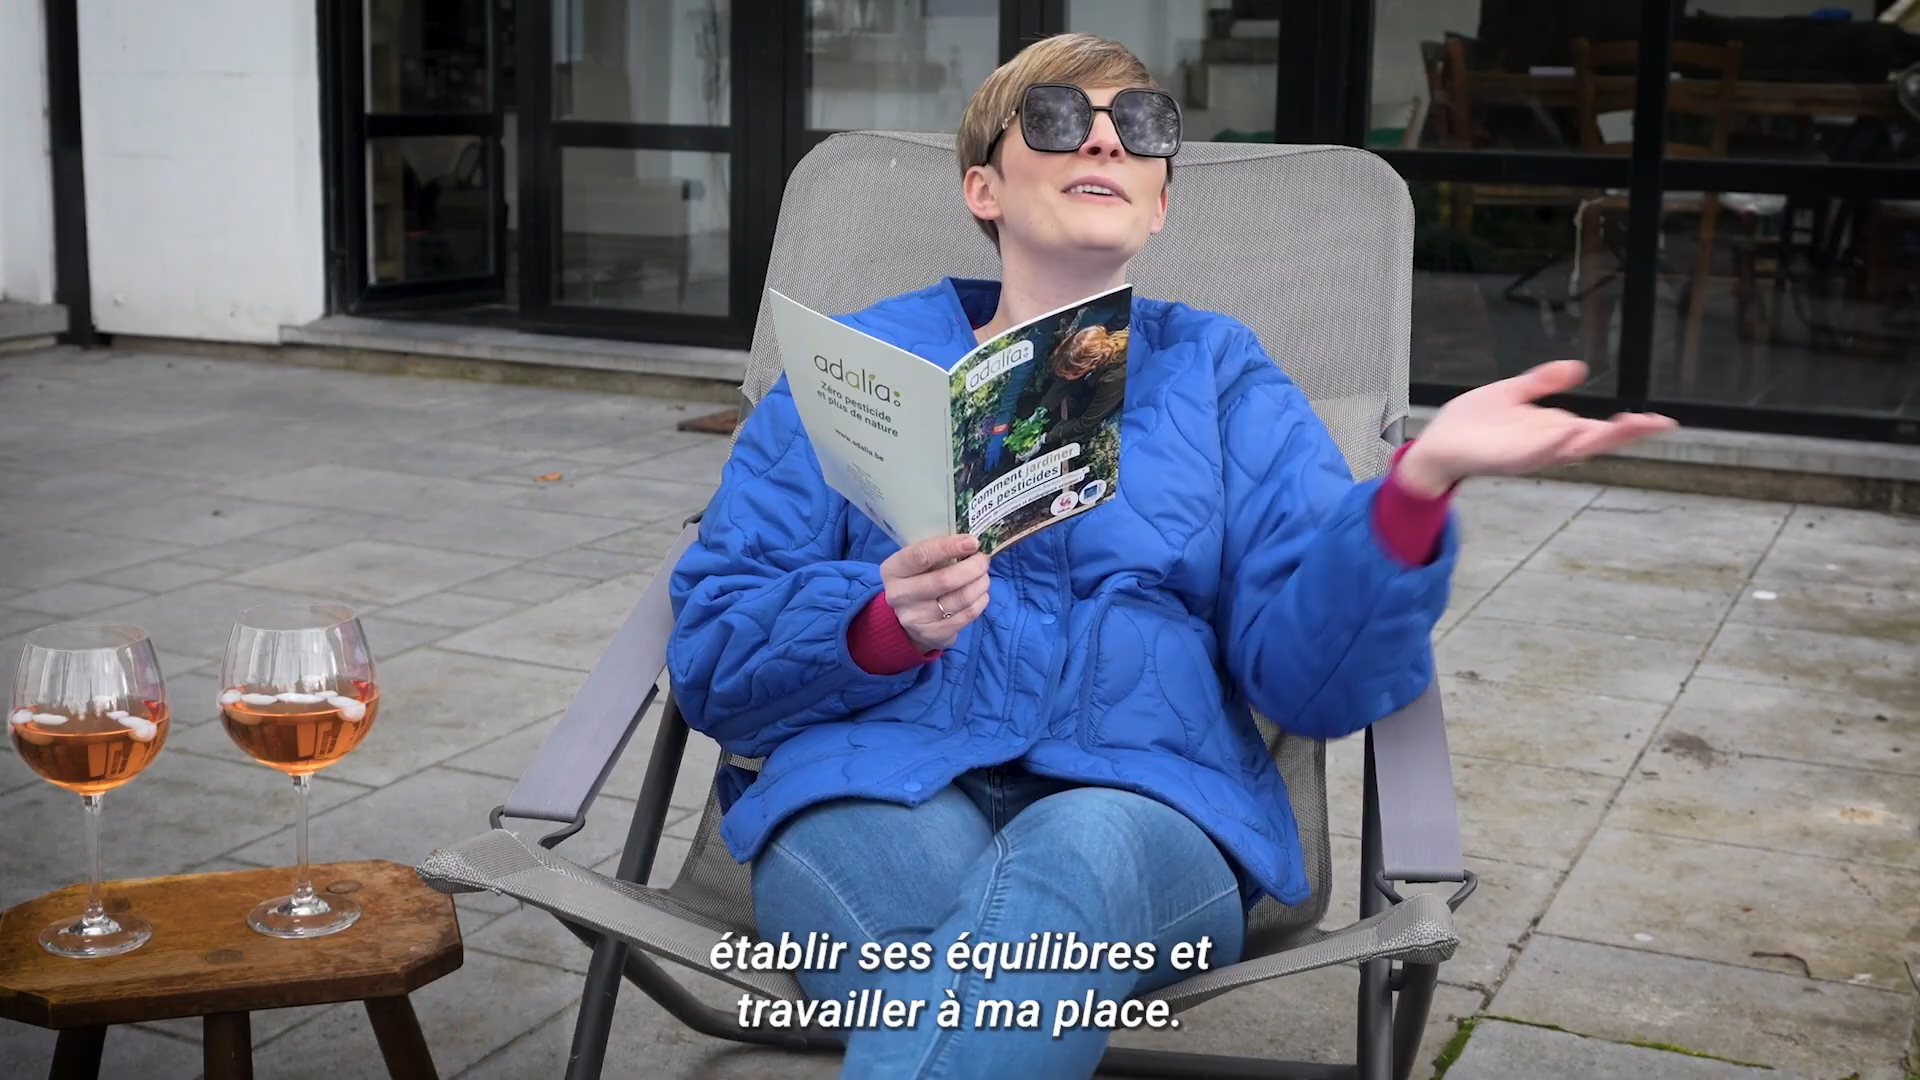 adalia
Zéro pesticide
et plus de nature
www.adalia.be
adalia
Comment jardiner
sans pesticides
établir ses équilibres et
travailler à ma place.